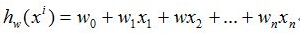 h_w(x^i) = w_0 + w_1x_1 + wx_2 + ... + w_nx_n.